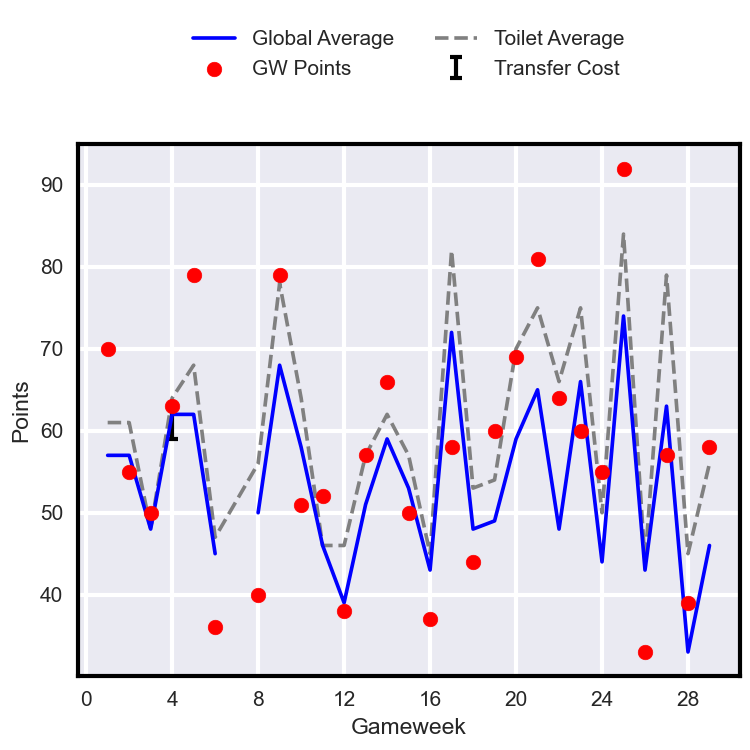 Global Average
GW Points
Toilet Average
Transfer Cost
Points
90
80
70
60
50
40
0 4 8 12 16 20 24 28
Gameweek